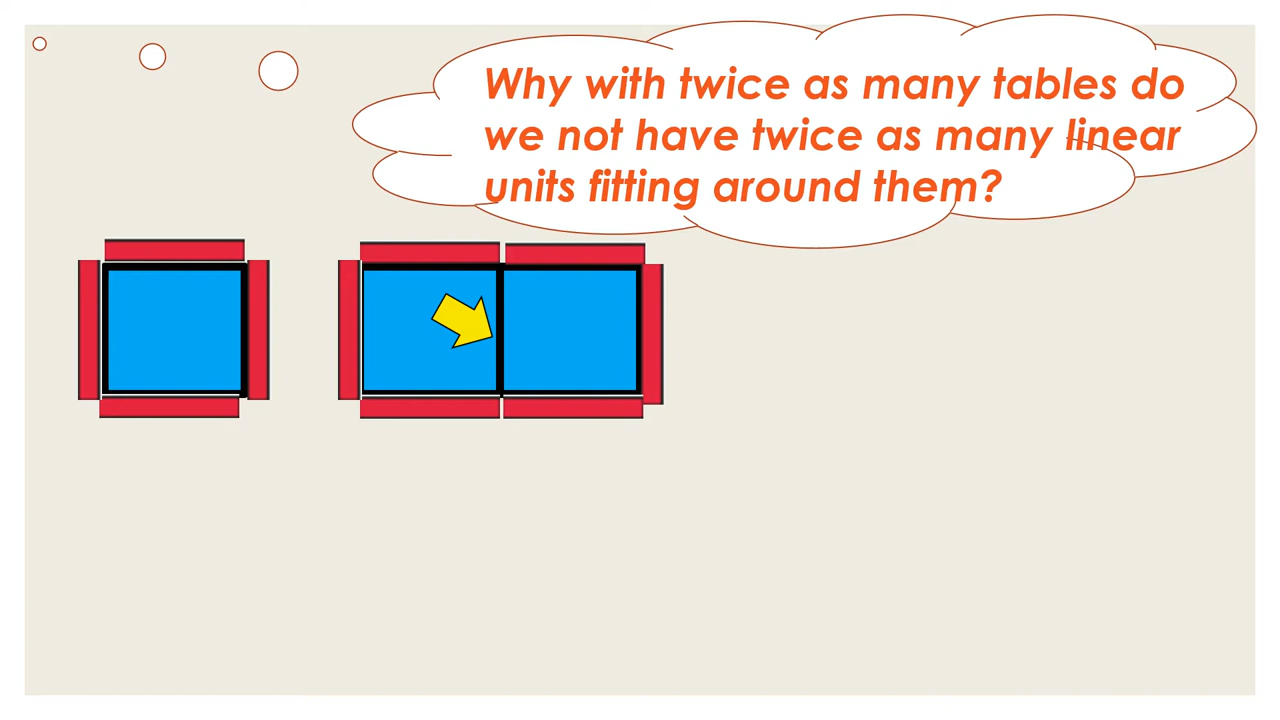 Why with twice as many tables do
we not have twice as many linear
units fitting around them?